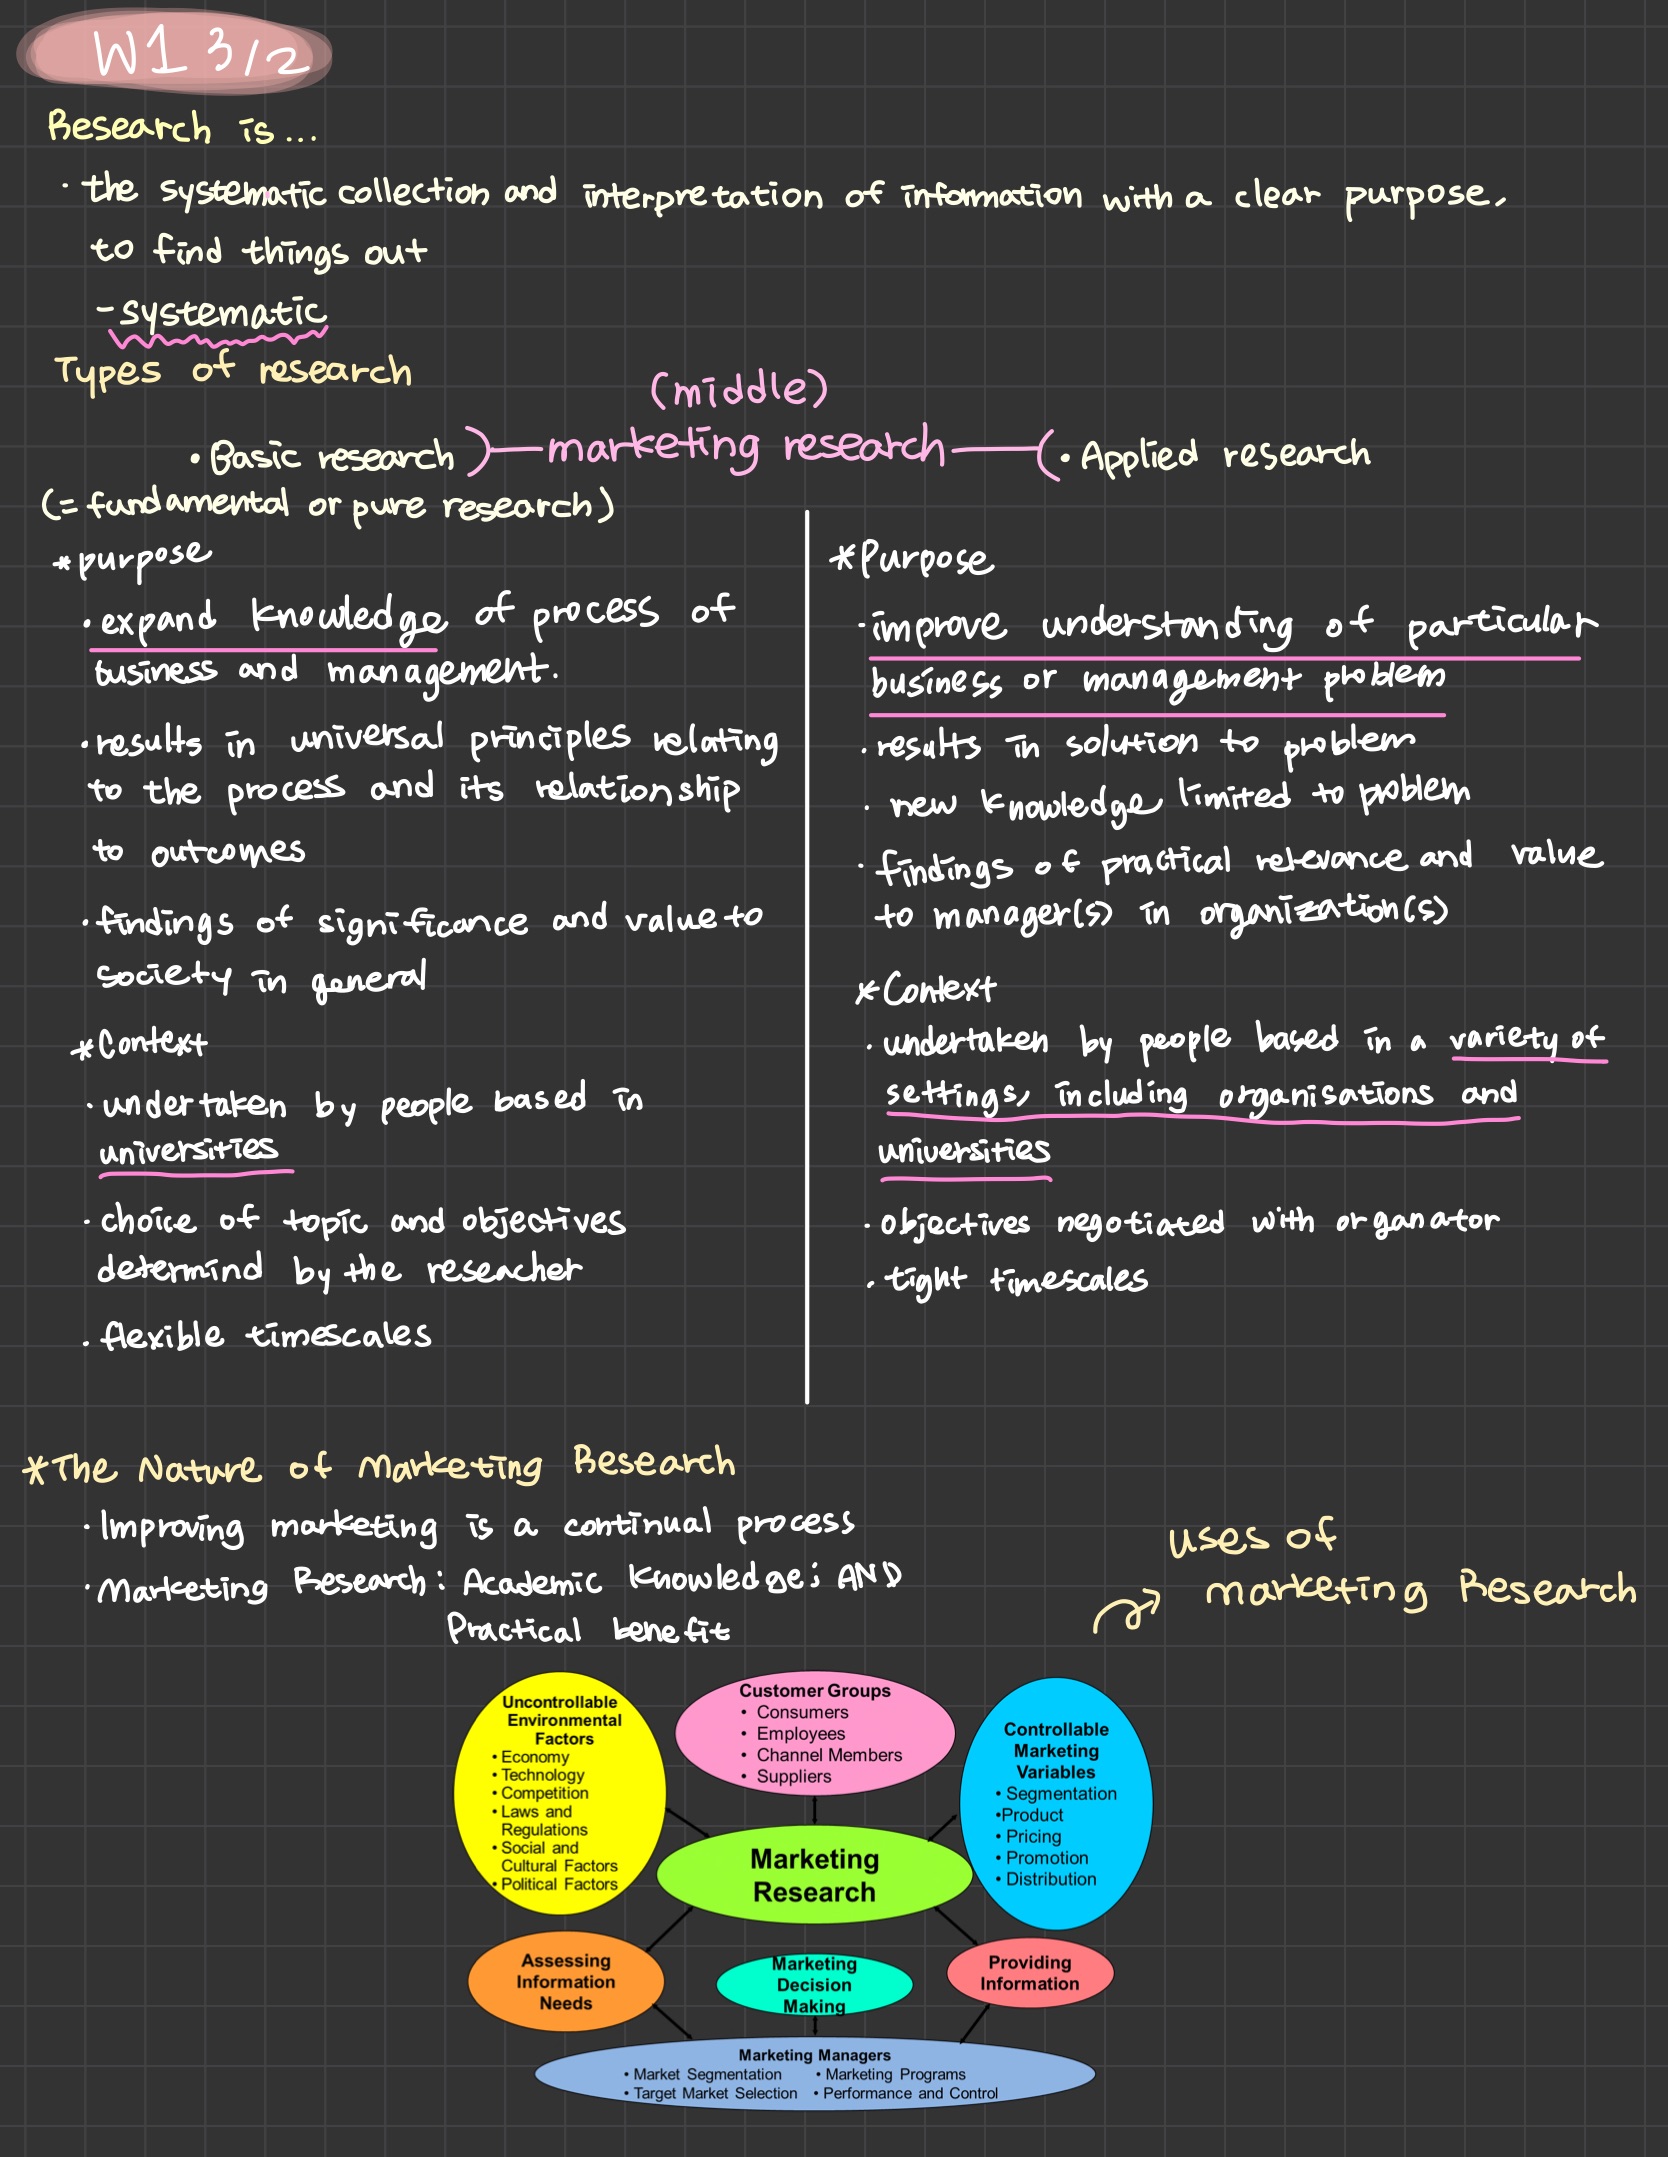 W1 3/2
Research is...
· the systematic collection and interpretation of information with a clear purpose,
to find things out
- systematic
Types of research
(middle)
• Basic research )— marketing research —( • Applied research
(= fundamental or pure research)
*purpose
· expand knowledge of process of
business and management.
· results in universal principles relating
to the process and its relationship
to outcomes
· findings of significance and value to
society in general
*Context
· undertaken by people based in
universities
· choice of topic and objectives
determind by the reseacher
· flexible timescales
*Purpose
· improve understanding of particular
business or management problem
· results in solution to problem
· new knowledge limited to problem
· findings of practical relevance and value
to manager(s) in organization(s)
*Context
· undertaken by people based in a variety of
settings, including organisations and
universities
· objectives negotiated with organator
· tight timescales
*The Nature of Marketing Research
· Improving marketing is a continual process
· Marketing Research: Academic knowledge; AND
Practical benefit
uses of
marketing Research
Uncontrollable
Environmental
Factors
• Economy
• Technology
• Competition
• Laws and
Regulations
• Social and
Cultural Factors
• Political Factors
Customer Groups
• Consumers
• Employees
• Channel Members
• Suppliers
Controllable
Marketing
Variables
• Segmentation
•Product
• Pricing
• Promotion
• Distribution
Marketing
Research
Assessing
Information
Needs
Marketing
Decision
Making
Providing
Information
Marketing Managers
• Market Segmentation • Marketing Programs
• Target Market Selection • Performance and Control